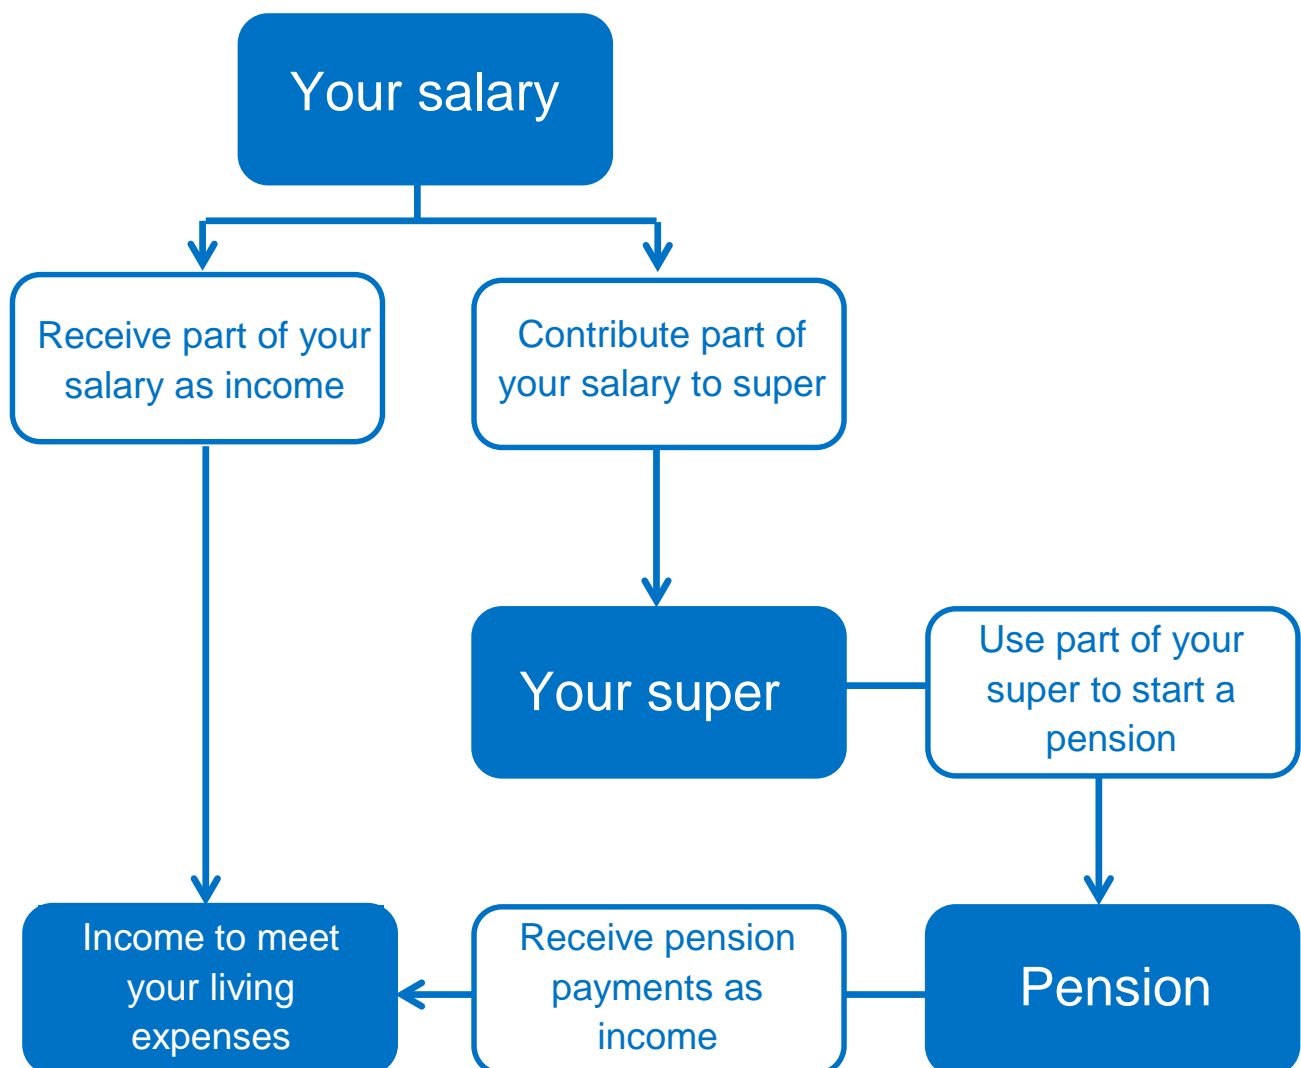 Your salary
Receive part of your
salary as income
Contribute part of
your salary to super
Your super
Use part of your
super to start a
pension
Income to meet
your living
expenses
Receive pension
payments as
income
Pension